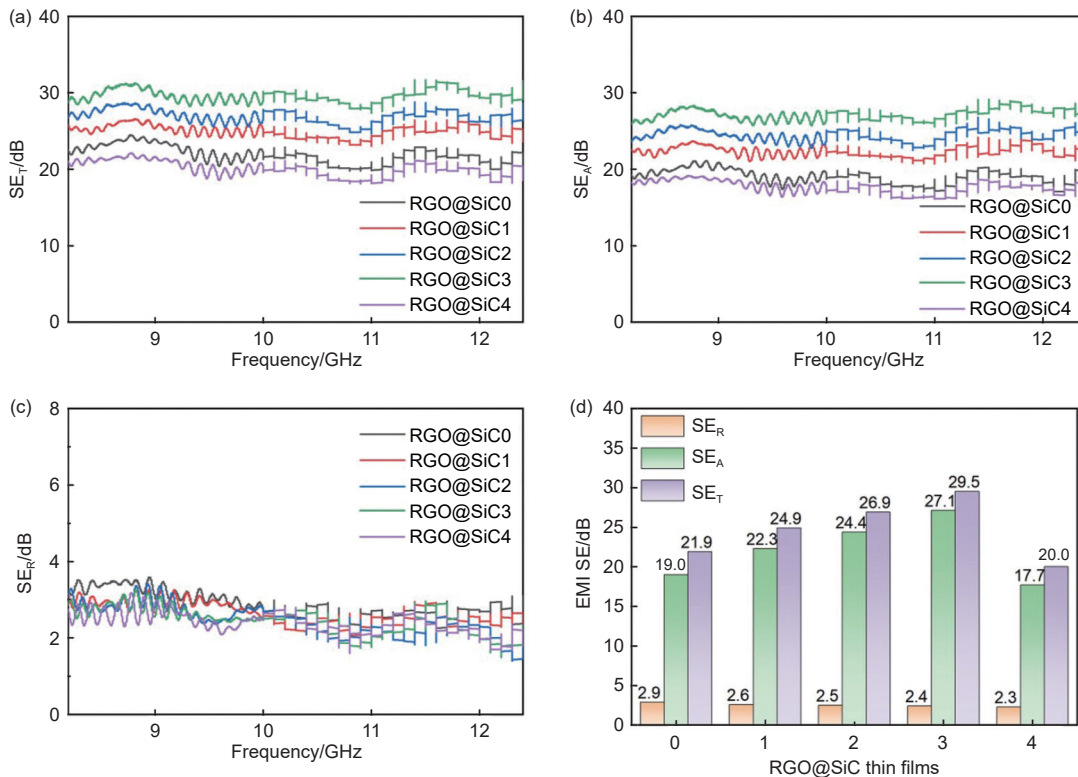 (a)
40
30
20
10
0
SE_T/dB
RGO@SiC0
RGO@SiC1
RGO@SiC2
RGO@SiC3
RGO@SiC4
9 10 11 12
Frequency/GHz
(b)
40
30
20
10
0
SE_A/dB
RGO@SiC0
RGO@SiC1
RGO@SiC2
RGO@SiC3
RGO@SiC4
9 10 11 12
Frequency/GHz
(c)
8
6
4
2
0
SE_R/dB
RGO@SiC0
RGO@SiC1
RGO@SiC2
RGO@SiC3
RGO@SiC4
9 10 11 12
Frequency/GHz
(d)
40
35
30
25
20
15
10
5
0
EMI SE/dB
SE_R
SE_A
SE_T
2.9 19.0 21.9
2.6 22.3 24.9
2.5 24.4 26.9
2.4 27.1 29.5
2.3 17.7 20.0
0 1 2 3 4
RGO@SiC thin films